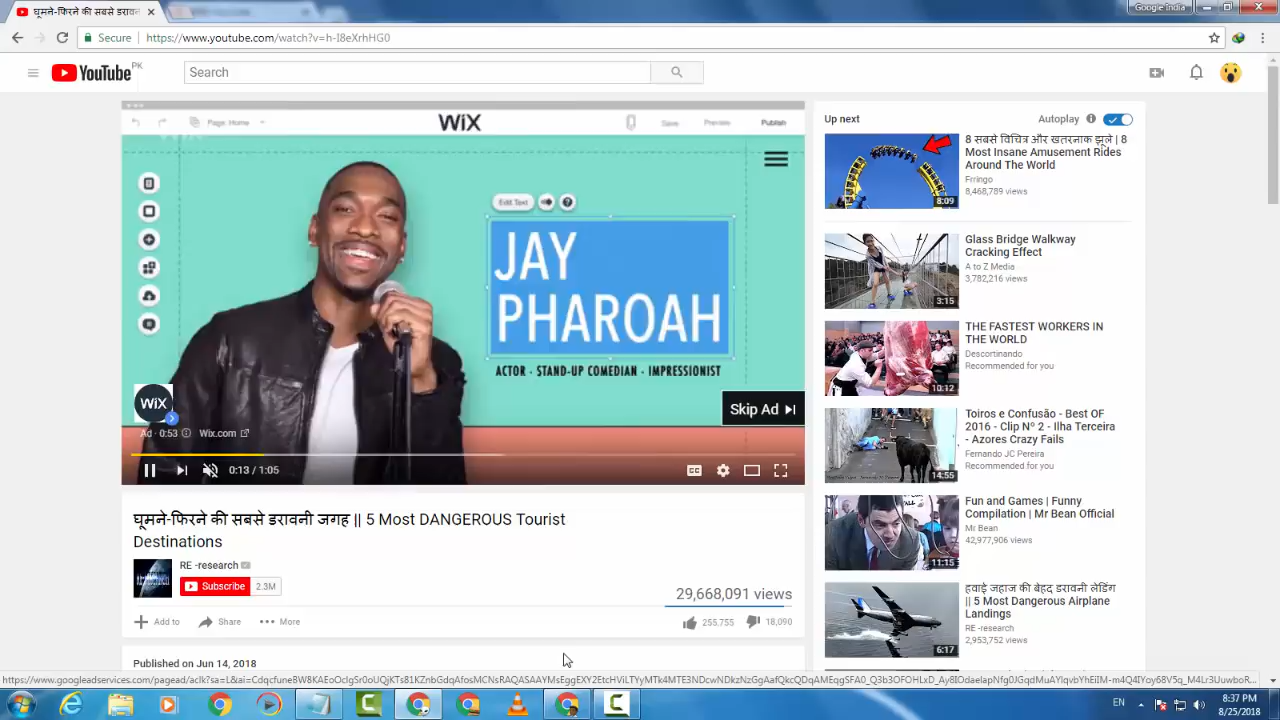 घूमने-फिरने की सबसे डरावन
Google India
Secure
https://www.youtube.com/watch?v=h-I8eXrhHG0
YouTube PK
Search
Page: Home
WiX
Save
Preview
Publish
Edit Text
JAY
PHAROAH
ACTOR - STAND-UP COMEDIAN - IMPRESSIONIST
WiX
Skip Ad
Ad · 0:53
Wix.com
0:13 / 1:05
CC
घूमने-फिरने की सबसे डरावनी जगह || 5 Most DANGEROUS Tourist
Destinations
RE -research
Subscribe 2.3M
29,668,091 views
Add to
Share
More
255,755
18,090
Published on Jun 14, 2018
Up next
Autoplay
8 सबसे विचित्र और खतरनाक झूले | 8
Most Insane Amusement Rides
Around The World
Frringo
8,468,789 views
8:09
Glass Bridge Walkway
Cracking Effect
A to Z Media
3,782,216 views
3:15
THE FASTEST WORKERS IN
THE WORLD
Descortinando
Recommended for you
10:12
Toiros e Confusão - Best OF
2016 - Clip Nº 2 - Ilha Terceira
- Azores Crazy Fails
Fernando JC Pereira
Recommended for you
14:55
Fun and Games | Funny
Compilation | Mr Bean Official
Mr Bean
42,977,906 views
11:15
हवाई जहाज की बेहद डरावनी लेंडिंग
|| 5 Most Dangerous Airplane
Landings
RE -research
2,953,752 views
6:17
EN
8:37 PM
8/25/2018